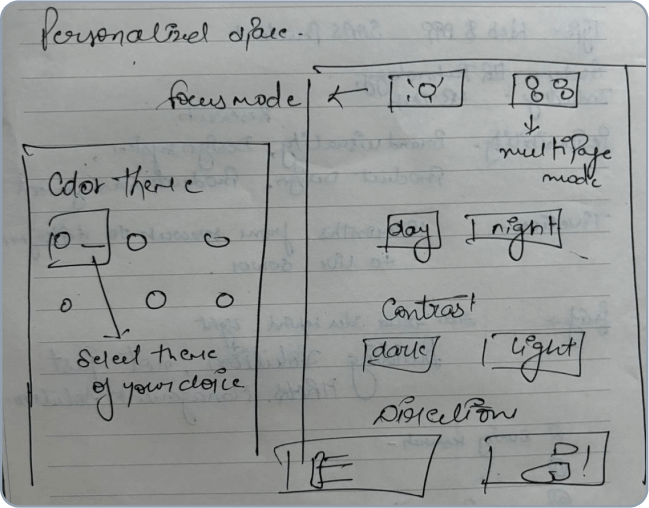 Personalized space.
focus mode
multipage
mode
Color theme
day
night
Contrast
dark
light
Select theme
of your choice
Direction